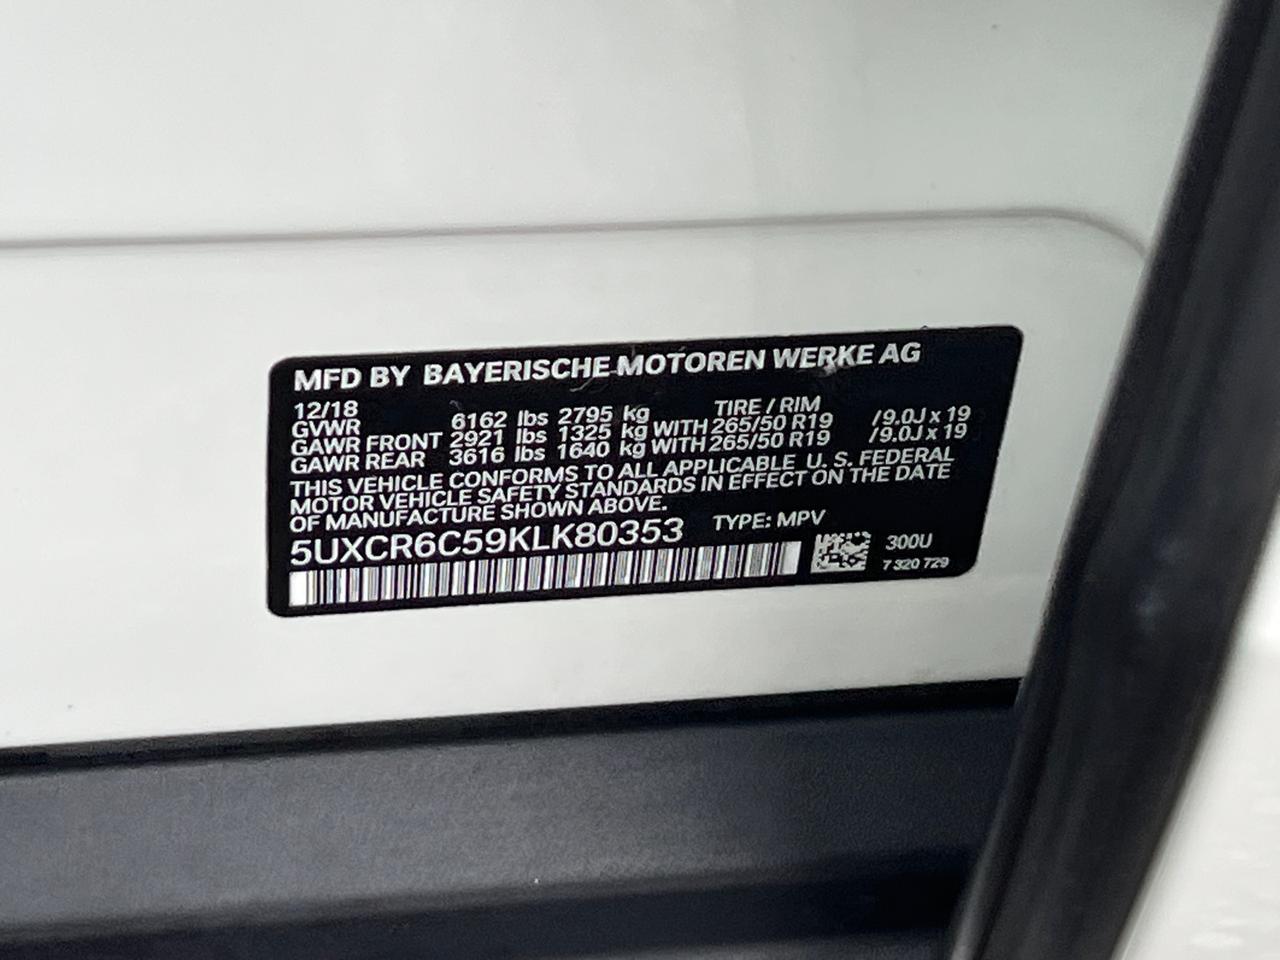 MFD BY BAYERISCHE MOTOREN WERKE AG
12/18 TIRE / RIM
GVWR 6162 lbs 2795 kg
GAWR FRONT 2921 lbs 1325 kg WITH 265/50 R19 /9.0J x 19
GAWR REAR 3616 lbs 1640 kg WITH 265/50 R19 /9.0J x 19
THIS VEHICLE CONFORMS TO ALL APPLICABLE U. S. FEDERAL
MOTOR VEHICLE SAFETY STANDARDS IN EFFECT ON THE DATE
OF MANUFACTURE SHOWN ABOVE.
5UXCR6C59KLK80353 TYPE: MPV
300U
7 320 729